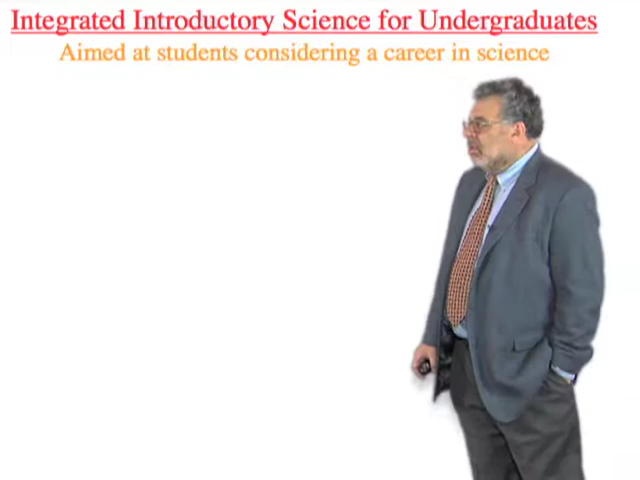 Integrated Introductory Science for Undergraduates
Aimed at students considering a career in science